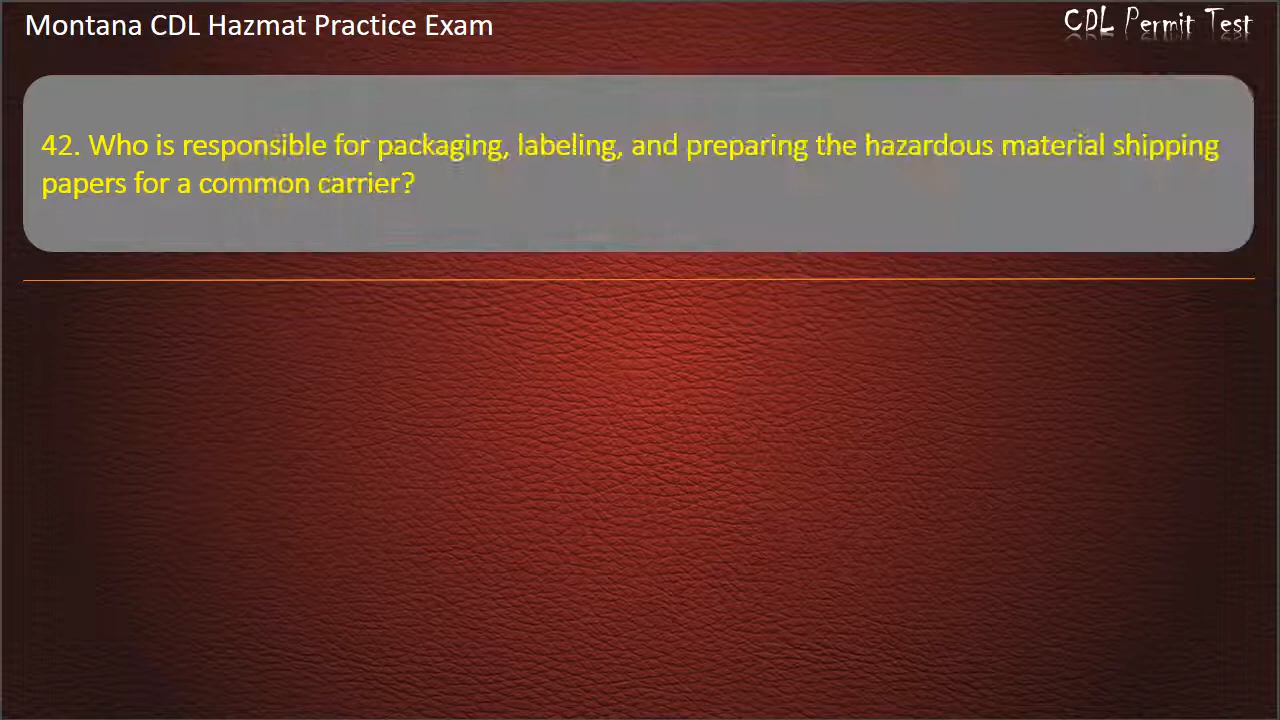 Montana CDL Hazmat Practice Exam
CDL Permit Test
42. Who is responsible for packaging, labeling, and preparing the hazardous material shipping
papers for a common carrier?